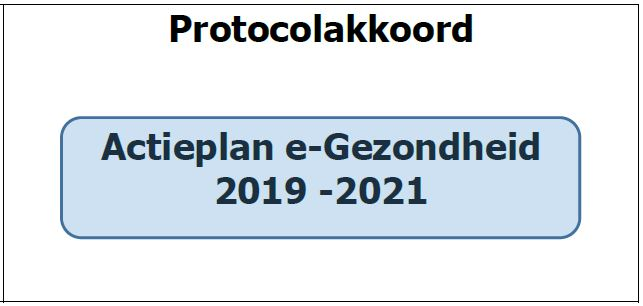 Protocolakkoord
Actieplan e-Gezondheid
2019 -2021